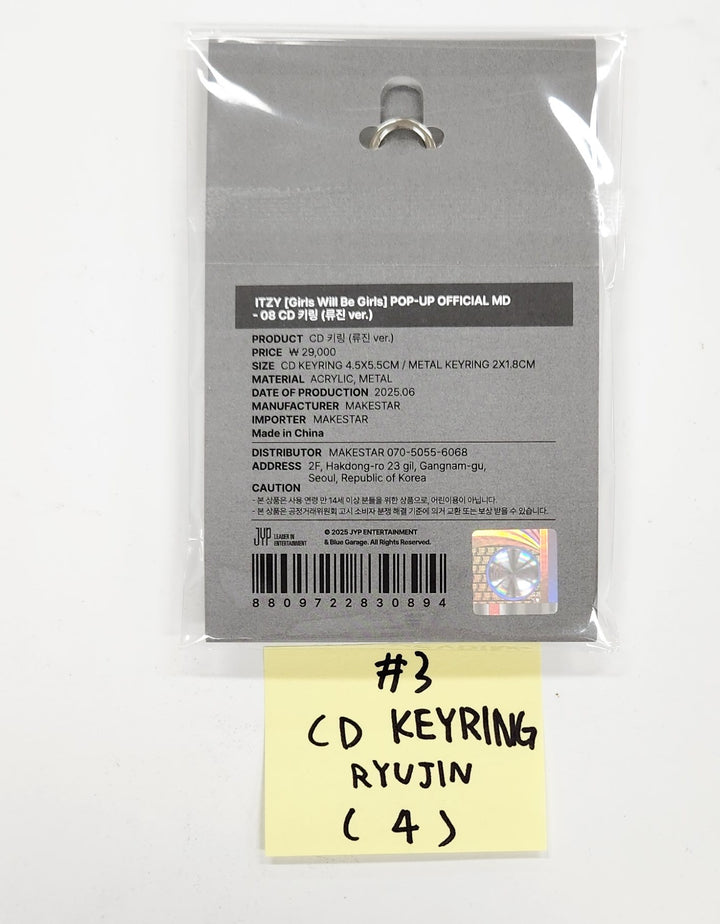 ITZY [Girls Will Be Girls] POP-UP OFFICIAL MD
- 08 CD 키링 (류진 ver.)
PRODUCT CD 키링 (류진 ver.)
PRICE ₩ 29,000
SIZE CD KEYRING 4.5X5.5CM / METAL KEYRING 2X1.8CM
MATERIAL ACRYLIC, METAL
DATE OF PRODUCTION 2025.06
MANUFACTURER MAKESTAR
IMPORTER MAKESTAR
Made in China
DISTRIBUTOR MAKESTAR 070-5055-6068
ADDRESS 2F, Hakdong-ro 23 gil, Gangnam-gu,
Seoul, Republic of Korea
CAUTION
- 본 상품은 사용 연령 만 14세 이상 분들을 위한 상품으로, 어린이용이 아닙니다.
- 본 상품은 공정거래위원회 고시 소비자 분쟁 해결 기준에 의거 교환 또는 보상 받을 수 있습니다.
JYP LEADER IN
ENTERTAINMENT
© 2025 JYP ENTERTAINMENT
& Blue Garage. All Rights Reserved.
8809722830894
#3
CD KEYRING
RYUJIN
(4)